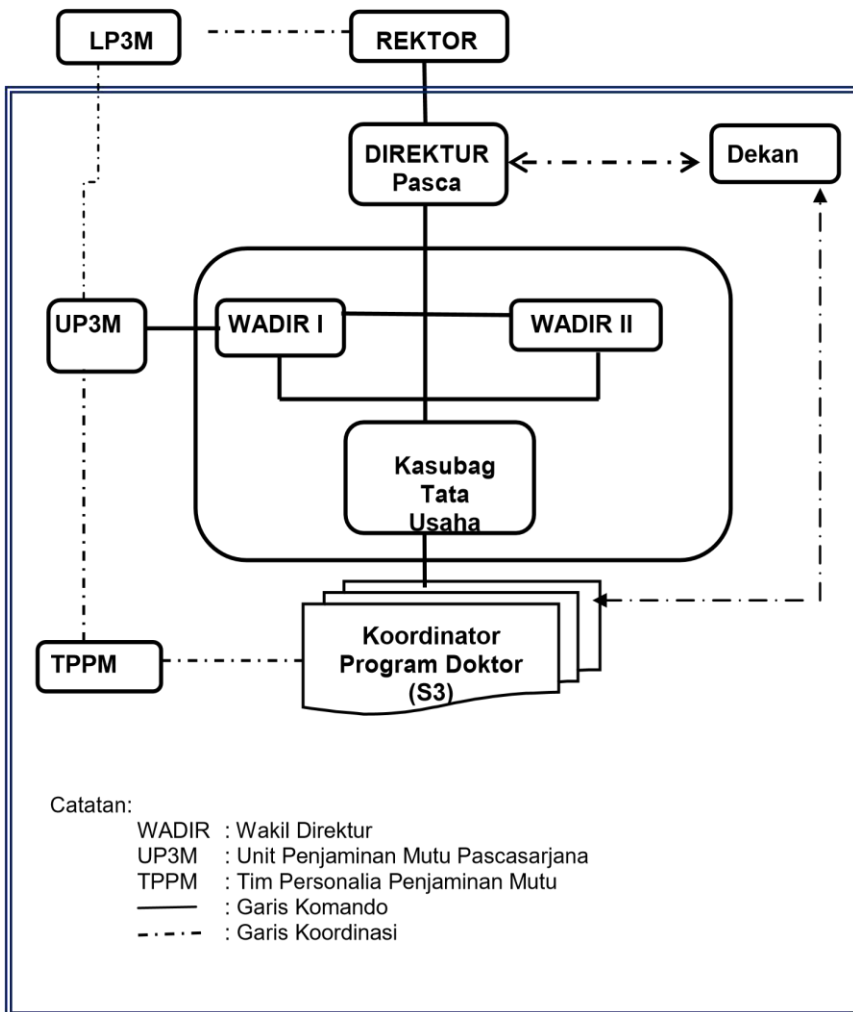 LP3M
REKTOR
DIREKTUR
Pasca
Dekan
UP3M
WADIR I
WADIR II
Kasubag
Tata
Usaha
Koordinator
Program Doktor
(S3)
TPPM
Catatan:
WADIR : Wakil Direktur
UP3M : Unit Penjaminan Mutu Pascasarjana
TPPM : Tim Personalia Penjaminan Mutu
: Garis Komando
: Garis Koordinasi